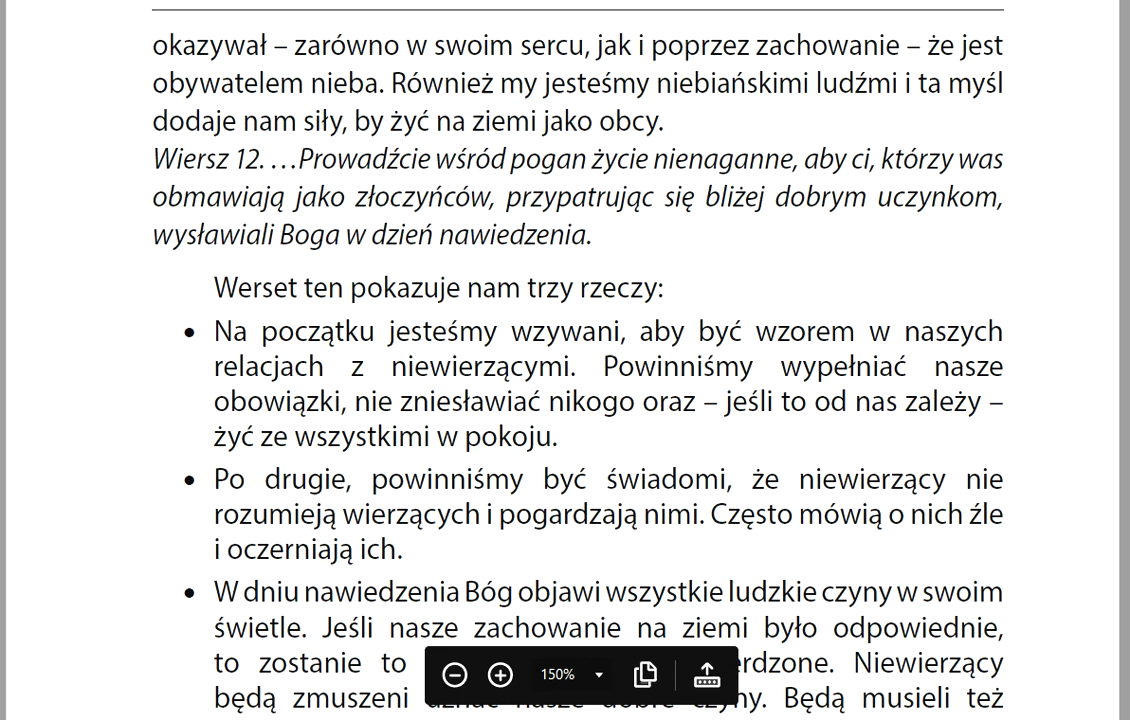 okazywał – zarówno w swoim sercu, jak i poprzez zachowanie – że jest
obywatelem nieba. Również my jesteśmy niebiańskimi ludźmi i ta myśl
dodaje nam siły, by żyć na ziemi jako obcy.
Wiersz 12. …Prowadźcie wśród pogan życie nienaganne, aby ci, którzy was
obmawiają jako złoczyńców, przypatrując się bliżej dobrym uczynkom,
wysławiali Boga w dzień nawiedzenia.
Werset ten pokazuje nam trzy rzeczy:
• Na początku jesteśmy wzywani, aby być wzorem w naszych
relacjach z niewierzącymi. Powinniśmy wypełniać nasze
obowiązki, nie zniesławiać nikogo oraz – jeśli to od nas zależy –
żyć ze wszystkimi w pokoju.
• Po drugie, powinniśmy być świadomi, że niewierzący nie
rozumieją wierzących i pogardzają nimi. Często mówią o nich źle
i oczerniają ich.
• W dniu nawiedzenia Bóg objawi wszystkie ludzkie czyny w swoim
świetle. Jeśli nasze zachowanie na ziemi było odpowiednie,
to zostanie to Niewierzący
będą zmuszeni Będą musieli też
150%